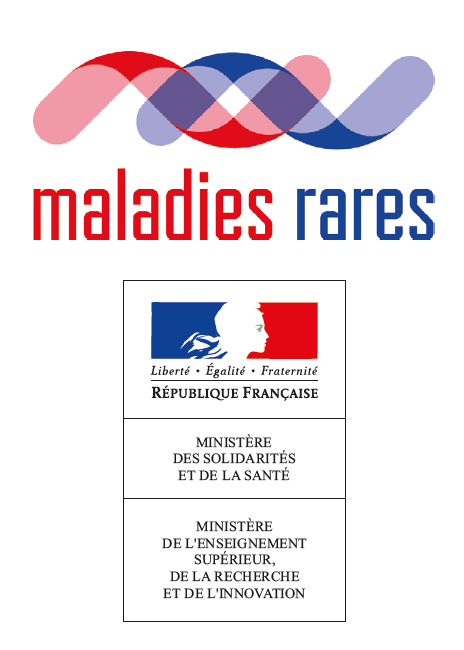 maladies rares
Liberté • Égalité • Fraternité
RÉPUBLIQUE FRANÇAISE
MINISTÈRE
DES SOLIDARITÉS
ET DE LA SANTÉ
MINISTÈRE
DE L'ENSEIGNEMENT
SUPÉRIEUR,
DE LA RECHERCHE
ET DE L'INNOVATION